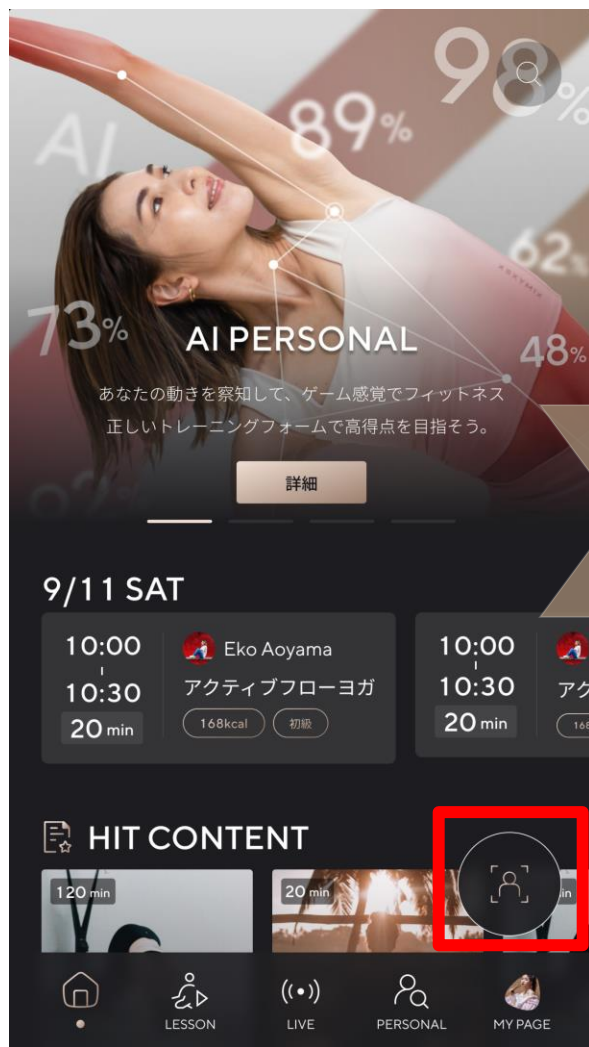 98%
AI
89%
62%
73%
AI PERSONAL
48%
あなたの動きを察知して、ゲーム感覚でフィットネス
正しいトレーニングフォームで高得点を目指そう。
詳細
9/11 SAT
10:00
10:30
20 min
Eko Aoyama
アクティブフローヨガ
168kcal
初級
10:00
10:30
20 min
アク
168
HIT CONTENT
120 min
20 min
in
LESSON
LIVE
PERSONAL
MY PAGE